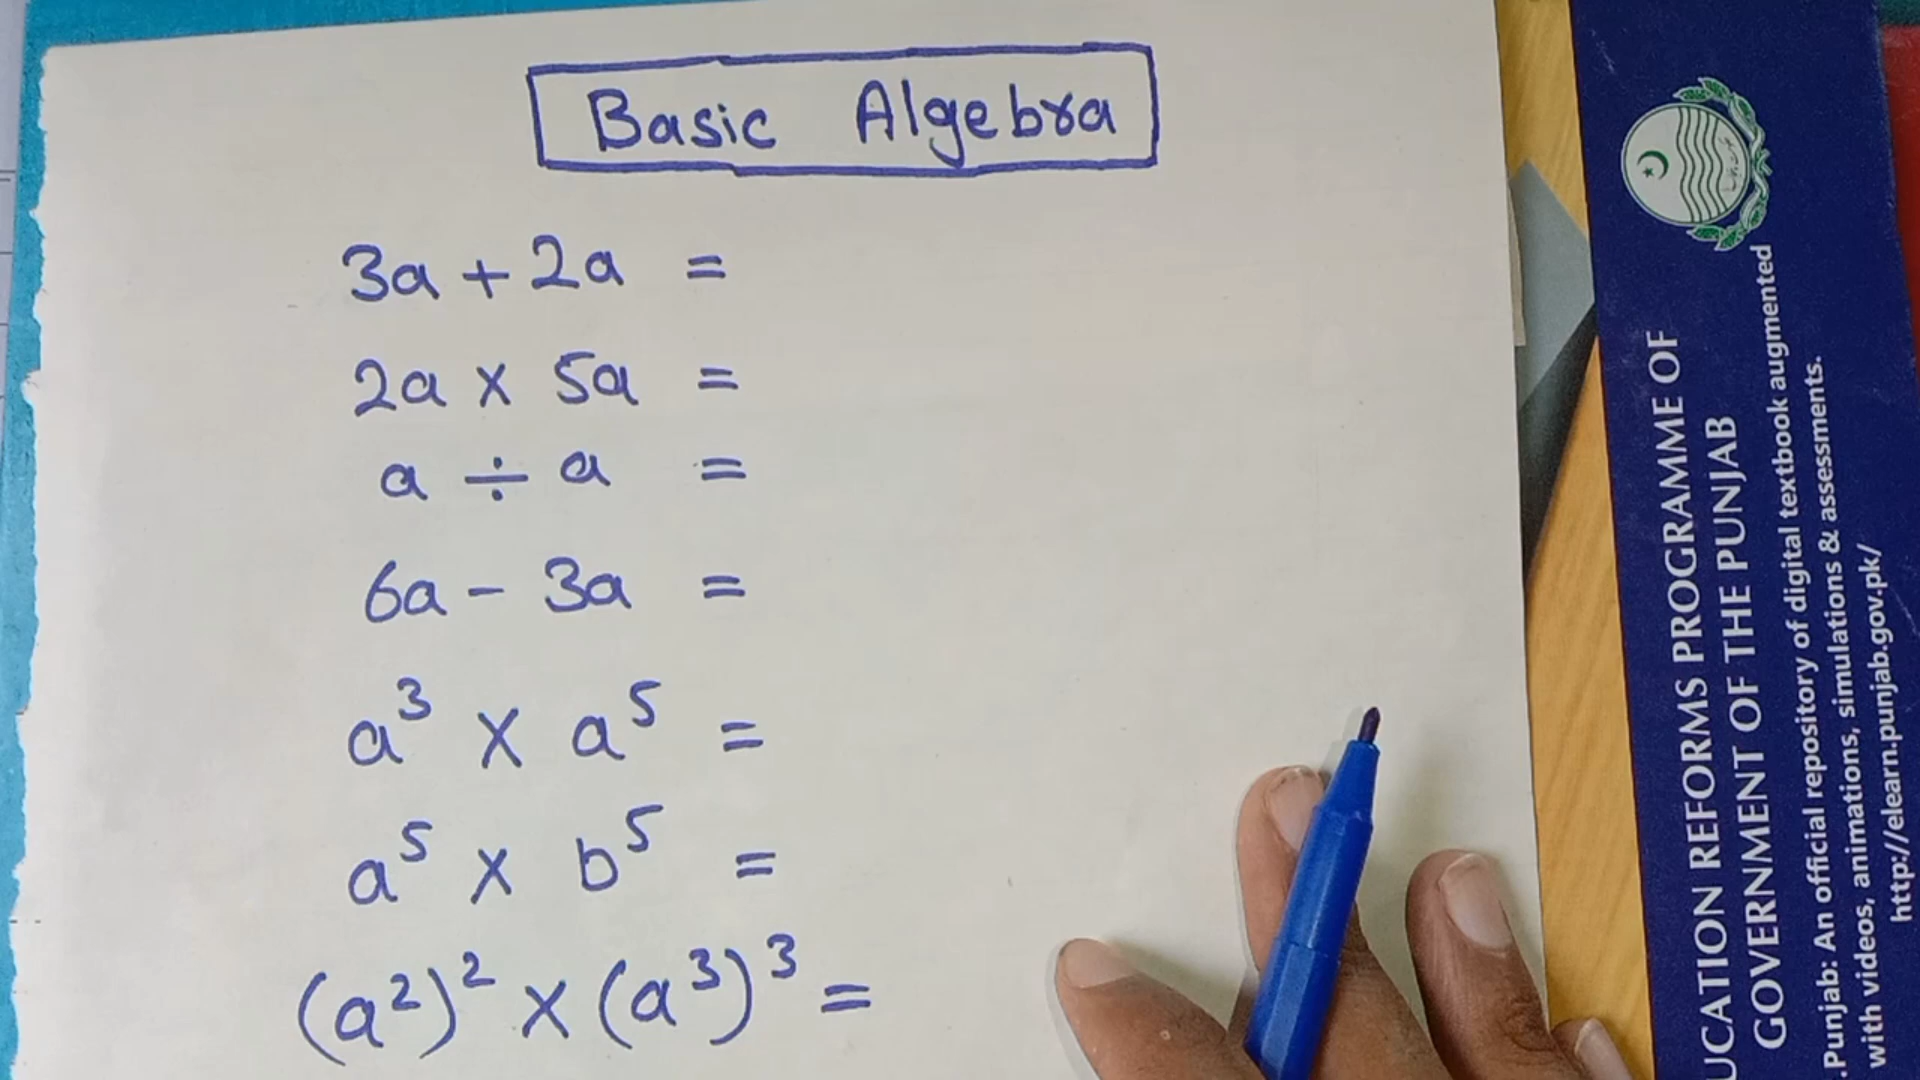 Basic Algebra
3a + 2a =
2a × 5a =
a ÷ a =
6a - 3a =
a³ × a⁵ =
a⁵ × b⁵ =
(a²)² × (a³)³ =
UCATION REFORMS PROGRAMME OF
GOVERNMENT OF THE PUNJAB
.Punjab: An official repository of digital textbook augmented
with videos, animations, simulations & assessments.
http://elearn.punjab.gov.pk/